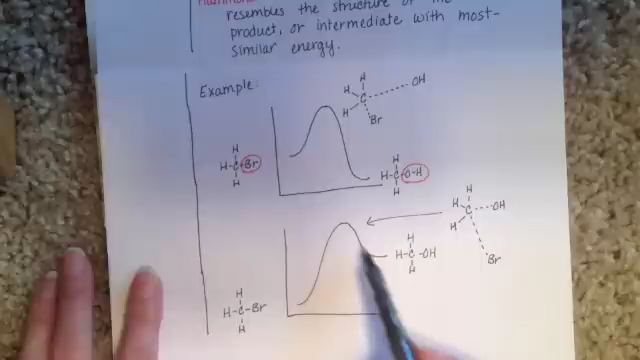 resembles the structure of the
product, or intermediate with most-
similar energy.
Example:
H
H C OH
H Br
H
H-C-Br
H
H
H-C-O-H
H
H
H C OH
H
Br
H
H-C-OH
H
H
H-C-Br
H